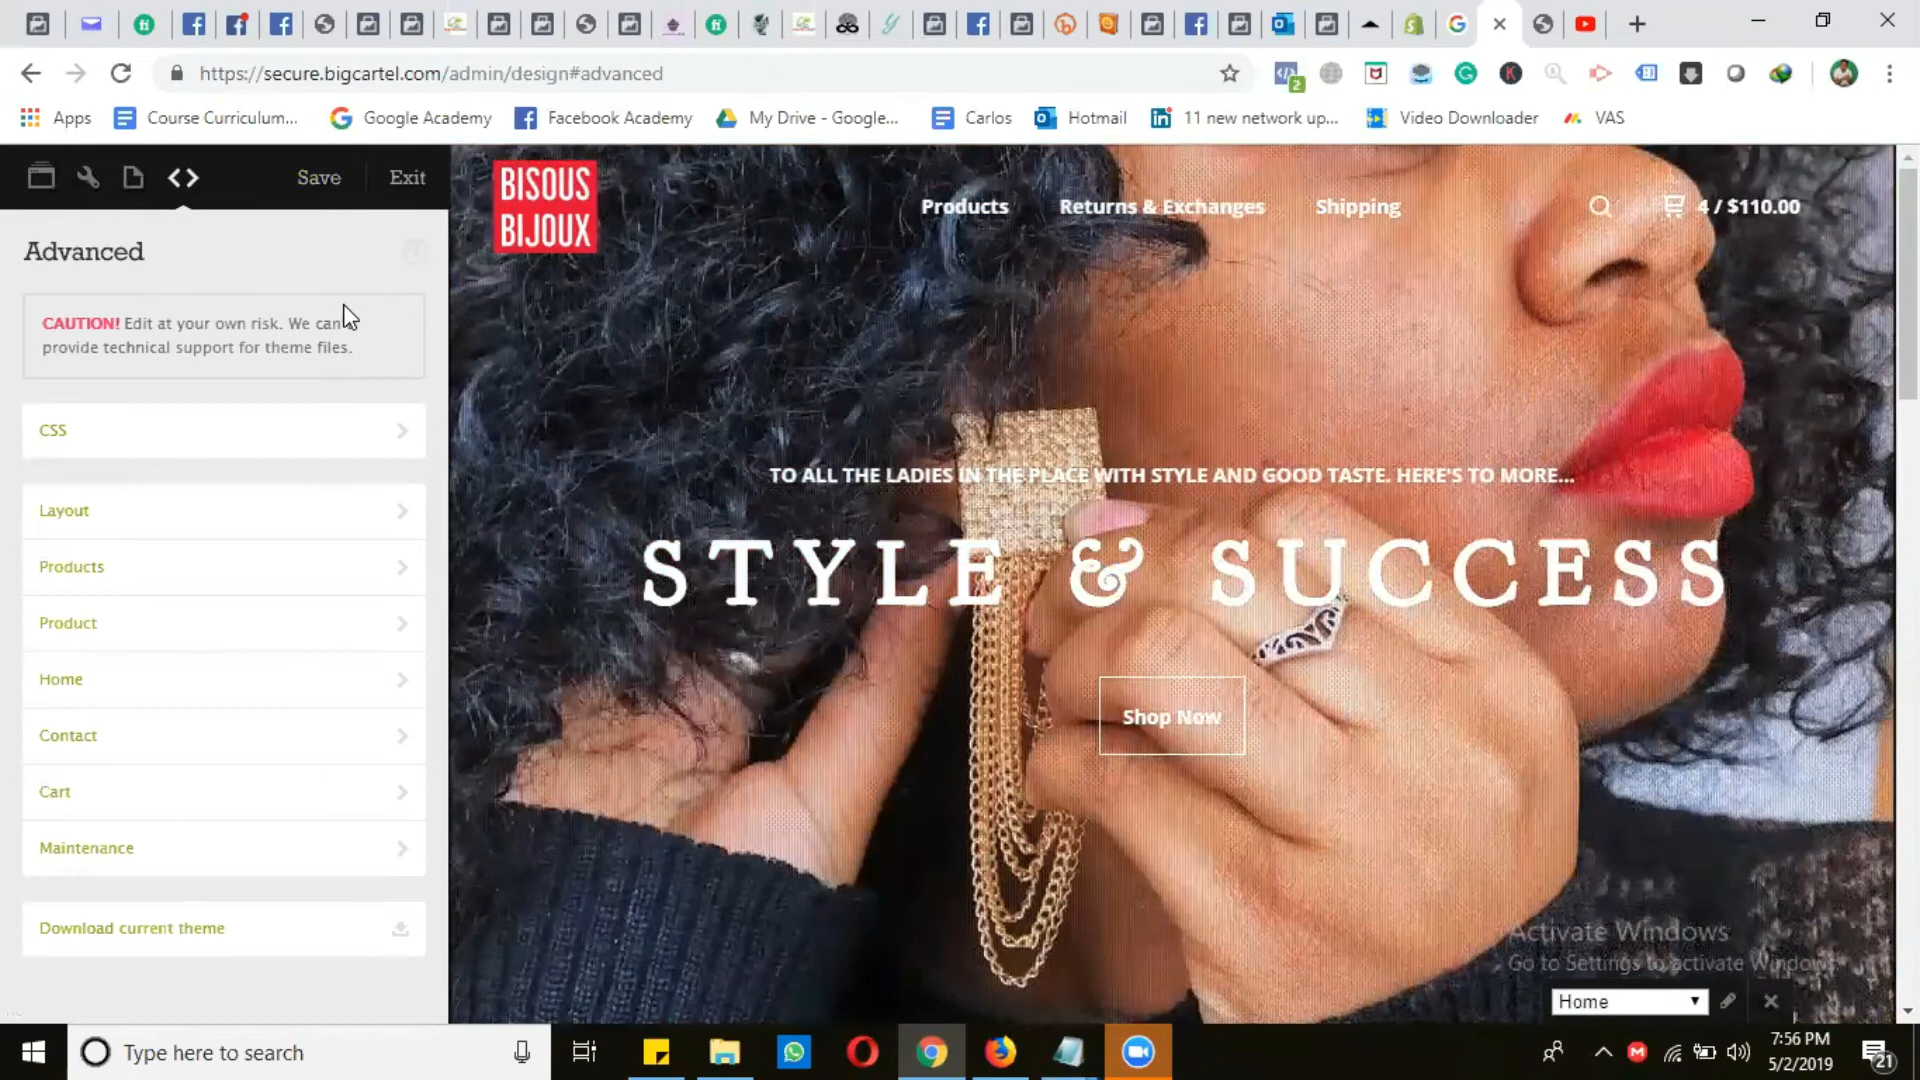 https://secure.bigcartel.com/admin/design#advanced
2
Apps
Course Curriculum...
Google Academy
Facebook Academy
My Drive - Google...
Carlos
Hotmail
11 new network up...
Video Downloader
VAS
Save
Exit
BISOUS
BIJOUX
Products
Returns & Exchanges
Shipping
4 / $110.00
Advanced
CAUTION! Edit at your own risk. We can
provide technical support for theme files.
CSS
Layout
Products
Product
Home
Contact
Cart
Maintenance
Download current theme
TO ALL THE LADIES IN THE PLACE WITH STYLE AND GOOD TASTE. HERE'S TO MORE...
STYLE & SUCCESS
Shop Now
Activate Windows
Go to Settings to activate Windows.
Home
Type here to search
7:56 PM
5/2/2019
21